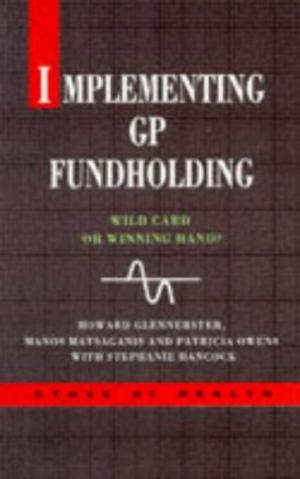 IMPLEMENTING
GP
FUNDHOLDING
WILD CARD
OR WINNING HAND?
HOWARD GLENNERSTER,
MANOS MATSAGANIS AND PATRICIA OWENS
WITH STEPHANIE HANCOCK
STATE OF HEALTH